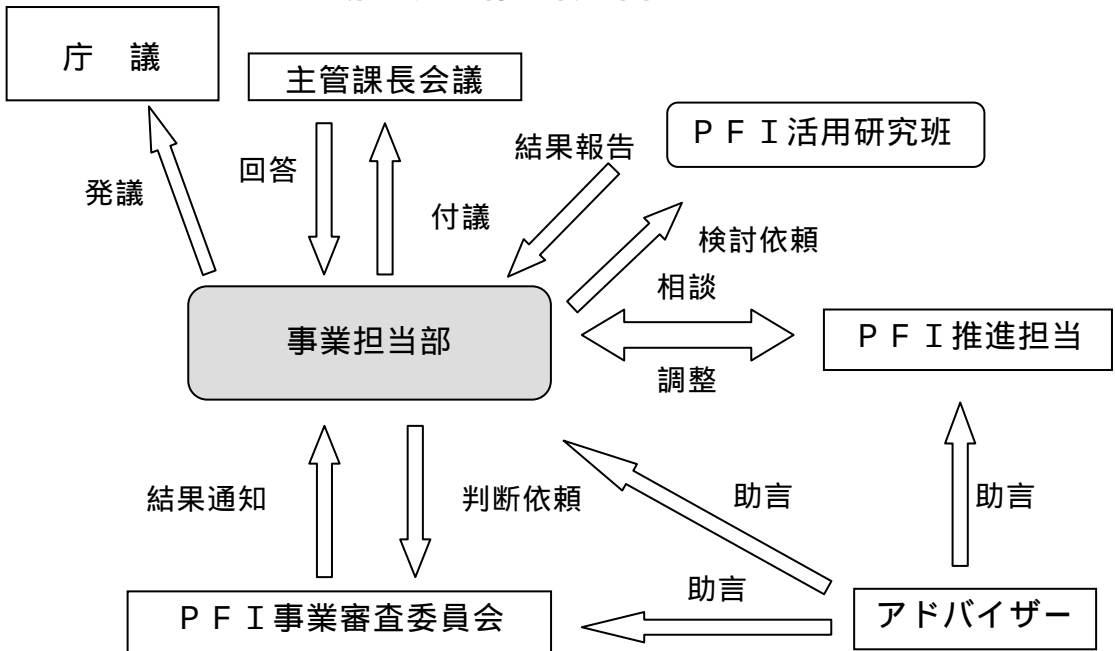 庁　議
主管課長会議
ＰＦＩ活用研究班
結果報告
回答
発議
付議
検討依頼
相談
事業担当部
ＰＦＩ推進担当
調整
結果通知
判断依頼
助言
助言
助言
ＰＦＩ事業審査委員会
アドバイザー